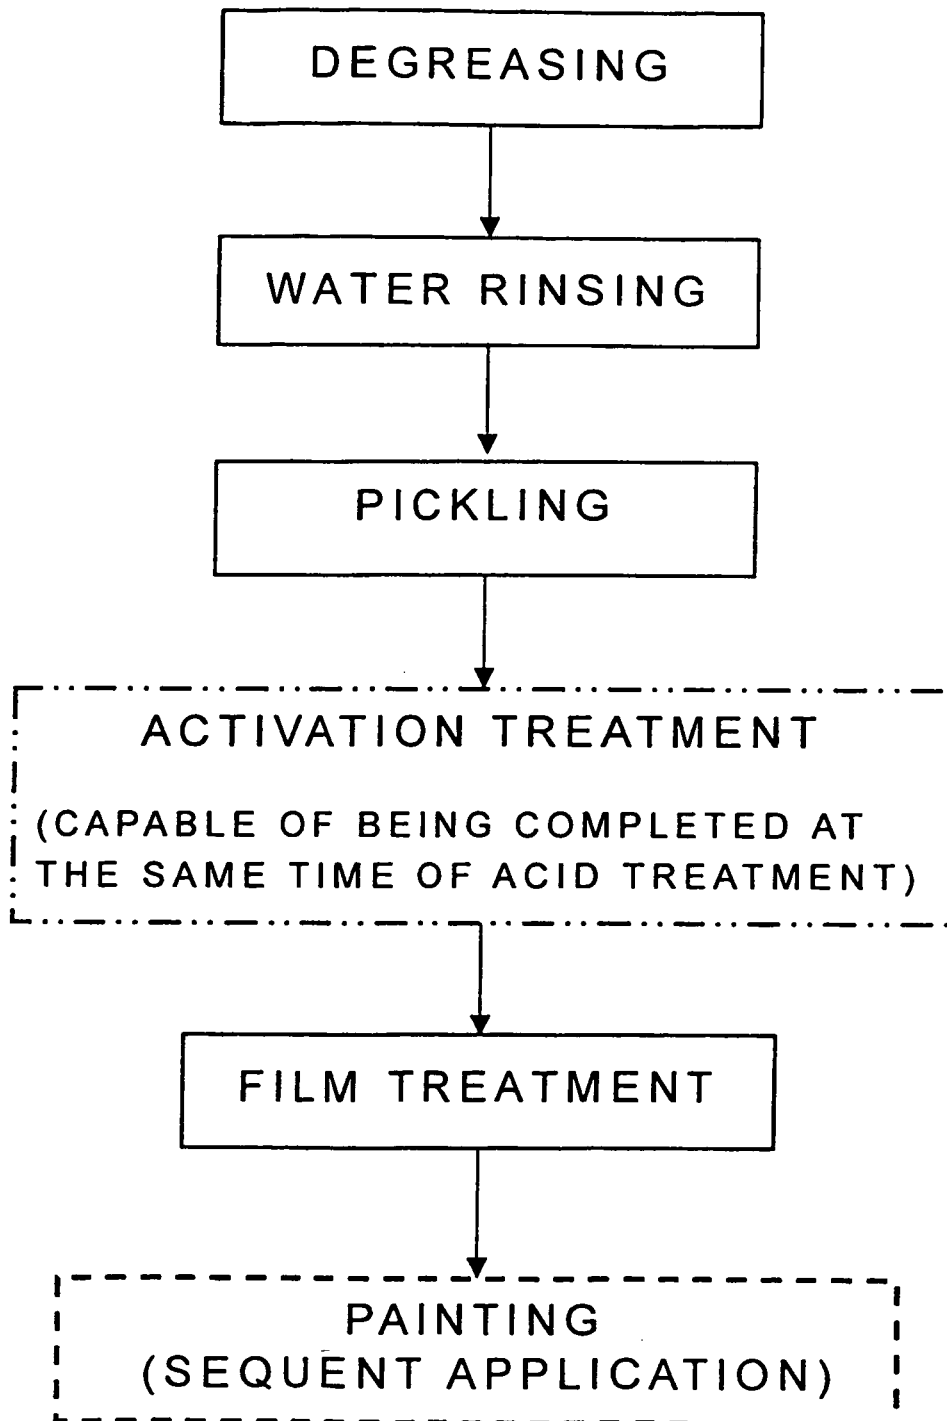 DEGREASING
WATER RINSING
PICKLING
ACTIVATION TREATMENT
(CAPABLE OF BEING COMPLETED AT
THE SAME TIME OF ACID TREATMENT)
FILM TREATMENT
PAINTING
(SEQUENT APPLICATION)